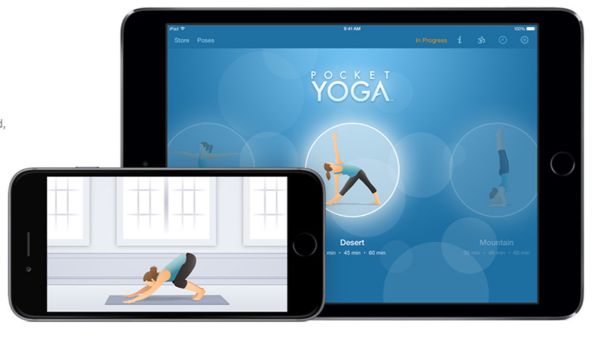 iPad
9:41 AM
100%
Store Poses
In Progress
POCKET
YOGA
Desert
Mountain
min • 45 min • 60 min
30 min • 45 min • 60 min